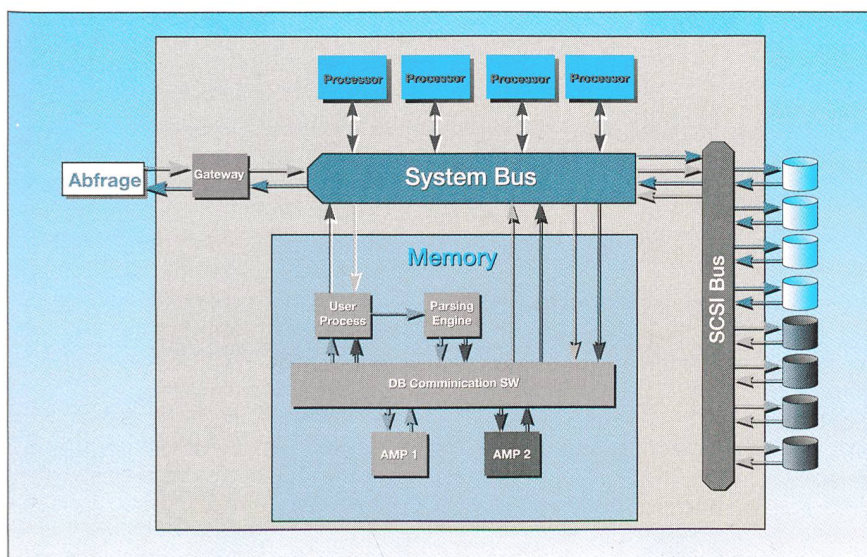 Processor Processor Processor Processor
Abfrage
Gateway
System Bus
Memory
User
Process
Parsing
Engine
SCSI Bus
DB Comminication SW
AMP 1
AMP 2